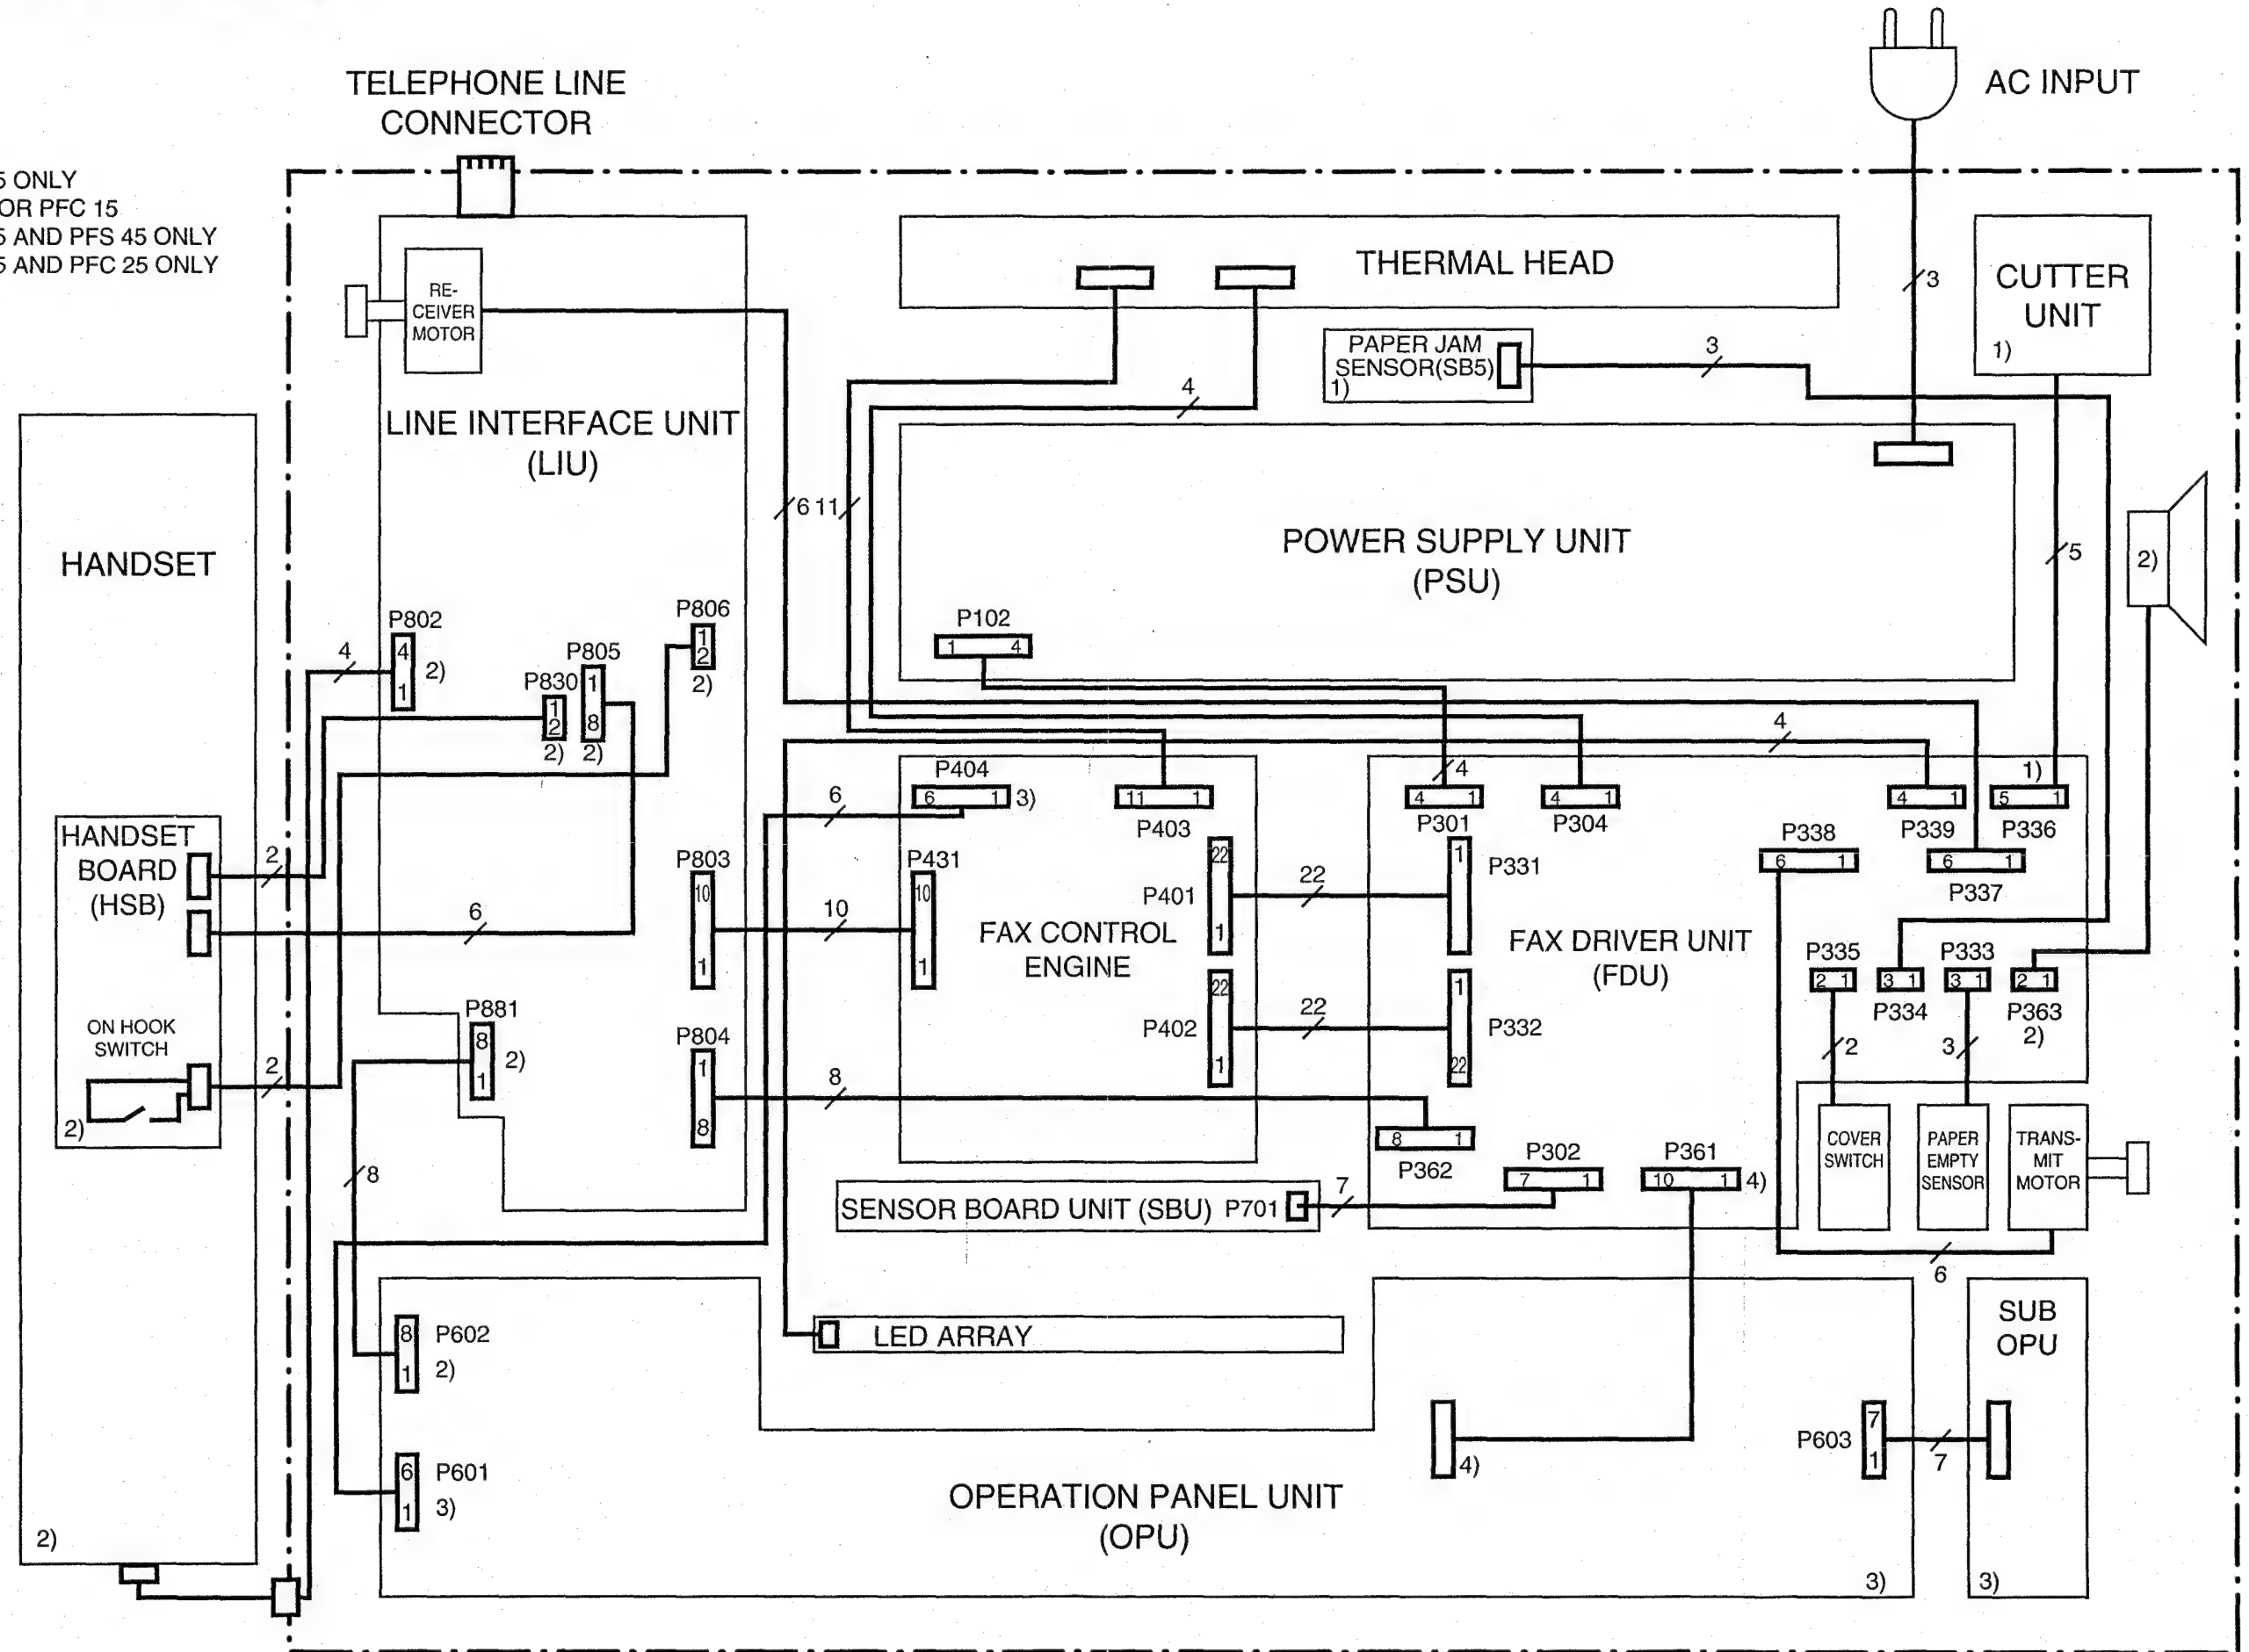 TELEPHONE LINE
CONNECTOR
AC INPUT
5 ONLY
OR PFC 15
5 AND PFS 45 ONLY
5 AND PFC 25 ONLY
RE-
CEIVER
MOTOR
THERMAL HEAD
3
CUTTER
UNIT
1)
PAPER JAM
SENSOR(SB5)
1)
3
4
LINE INTERFACE UNIT
(LIU)
6 11
HANDSET
POWER SUPPLY UNIT
(PSU)
5
2)
P802
4
1
2)
4
P806
1
2
2)
P805
1
8
2)
P830
1
2
2)
P102
1 4
4
P404
6 1
3)
6
11 1
P403
4
4 1
P301
4 1
P304
4 1
P339
1)
5 1
P336
P338
6 1
6 1
P337
HANDSET
BOARD
(HSB)
2
6
P803
10
1
10
P431
10
1
22
P401
1
22
1
P331
FAX CONTROL
ENGINE
FAX DRIVER UNIT
(FDU)
P335
2 1
3 1
P334
P333
3 1
2 1
P363
2)
22
P402
1
22
1
P332
22
2
3
ON HOOK
SWITCH
2
2)
P881
8
1
2)
P804
1
8
8
8
8 1
P362
P302
7 1
P361
10 1
4)
COVER
SWITCH
PAPER
EMPTY
SENSOR
TRANS-
MIT
MOTOR
SENSOR BOARD UNIT (SBU) P701
7
6
LED ARRAY
SUB
OPU
8
1
P602
2)
6
1
P601
3)
4)
P603
7
1
7
OPERATION PANEL UNIT
(OPU)
2)
3)
3)